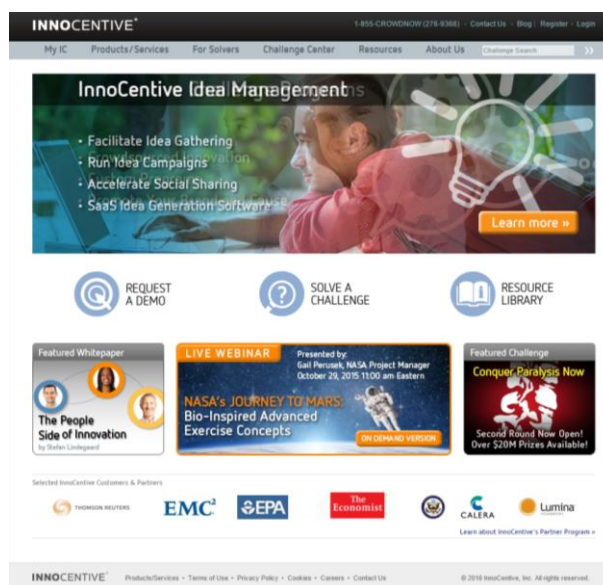 INNOCENTIVE®
1-855-CROWDNOW (276-9366) • Contact Us • Blog | Register • Login
My IC Products/Services For Solvers Challenge Center Resources About Us Challenge Search »
InnoCentive Idea Management
• Facilitate Idea Gathering
• Run Idea Campaigns
• Accelerate Social Sharing
• SaaS Idea Generation Software
Learn more »
REQUEST
A DEMO
SOLVE A
CHALLENGE
RESOURCE
LIBRARY
Featured Whitepaper
The People
Side of Innovation
by Stefan Lindegaard
LIVE WEBINAR
Presented by:
Gail Perusek, NASA Project Manager
October 29, 2015 11:00 am Eastern
NASA's JOURNEY TO MARS:
Bio-Inspired Advanced
Exercise Concepts
ON DEMAND VERSION
Featured Challenge
Conquer Paralysis Now
Second Round Now Open!
Over $20M Prizes Available!
Selected InnoCentive Customers & Partners
THOMSON REUTERS
EMC²
EPA
The
Economist
CALERA
Lumina
Learn about InnoCentive's Partner Program »
INNOCENTIVE®
Products/Services • Terms of Use • Privacy Policy • Cookies • Careers • Contact Us
© 2016 InnoCentive, Inc. All rights reserved.